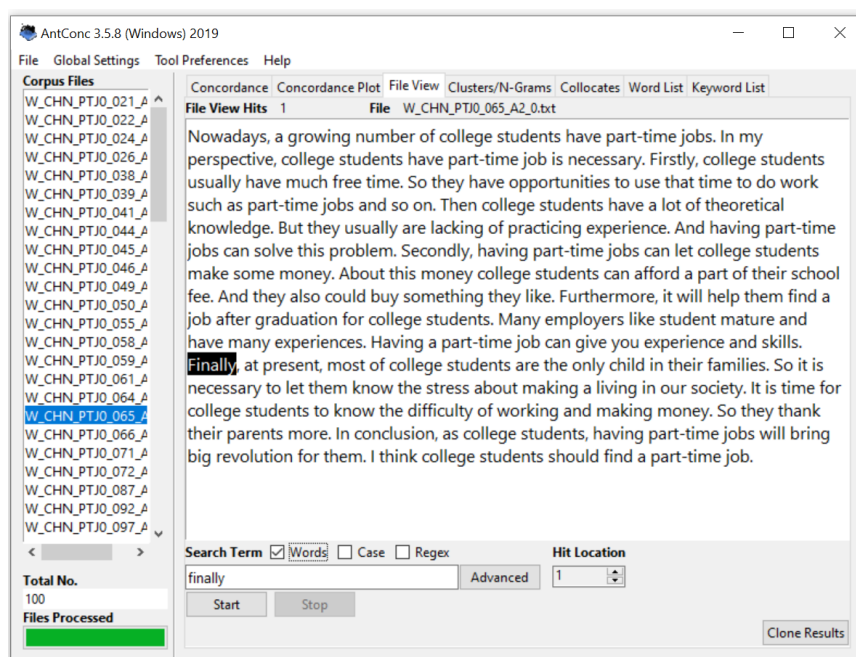 AntConc 3.5.8 (Windows) 2019
File Global Settings Tool Preferences Help
Corpus Files
W_CHN_PTJ0_021_A
W_CHN_PTJ0_022_A
W_CHN_PTJ0_024_A
W_CHN_PTJ0_026_A
W_CHN_PTJ0_038_A
W_CHN_PTJ0_039_A
W_CHN_PTJ0_041_A
W_CHN_PTJ0_044_A
W_CHN_PTJ0_045_A
W_CHN_PTJ0_046_A
W_CHN_PTJ0_049_A
W_CHN_PTJ0_050_A
W_CHN_PTJ0_055_A
W_CHN_PTJ0_058_A
W_CHN_PTJ0_059_A
W_CHN_PTJ0_061_A
W_CHN_PTJ0_064_A
W_CHN_PTJ0_065_A
W_CHN_PTJ0_066_A
W_CHN_PTJ0_071_A
W_CHN_PTJ0_072_A
W_CHN_PTJ0_087_A
W_CHN_PTJ0_092_A
W_CHN_PTJ0_097_A
Total No.
100
Files Processed
Concordance Concordance Plot File View Clusters/N-Grams Collocates Word List Keyword List
File View Hits 1 File W_CHN_PTJ0_065_A2_0.txt
Nowadays, a growing number of college students have part-time jobs. In my
perspective, college students have part-time job is necessary. Firstly, college students
usually have much free time. So they have opportunities to use that time to do work
such as part-time jobs and so on. Then college students have a lot of theoretical
knowledge. But they usually are lacking of practicing experience. And having part-time
jobs can solve this problem. Secondly, having part-time jobs can let college students
make some money. About this money college students can afford a part of their school
fee. And they also could buy something they like. Furthermore, it will help them find a
job after graduation for college students. Many employers like student mature and
have many experiences. Having a part-time job can give you experience and skills.
Finally, at present, most of college students are the only child in their families. So it is
necessary to let them know the stress about making a living in our society. It is time for
college students to know the difficulty of working and making money. So they thank
their parents more. In conclusion, as college students, having part-time jobs will bring
big revolution for them. I think college students should find a part-time job.
Search Term Words Case Regex Hit Location
finally Advanced 1
Start Stop
Clone Results